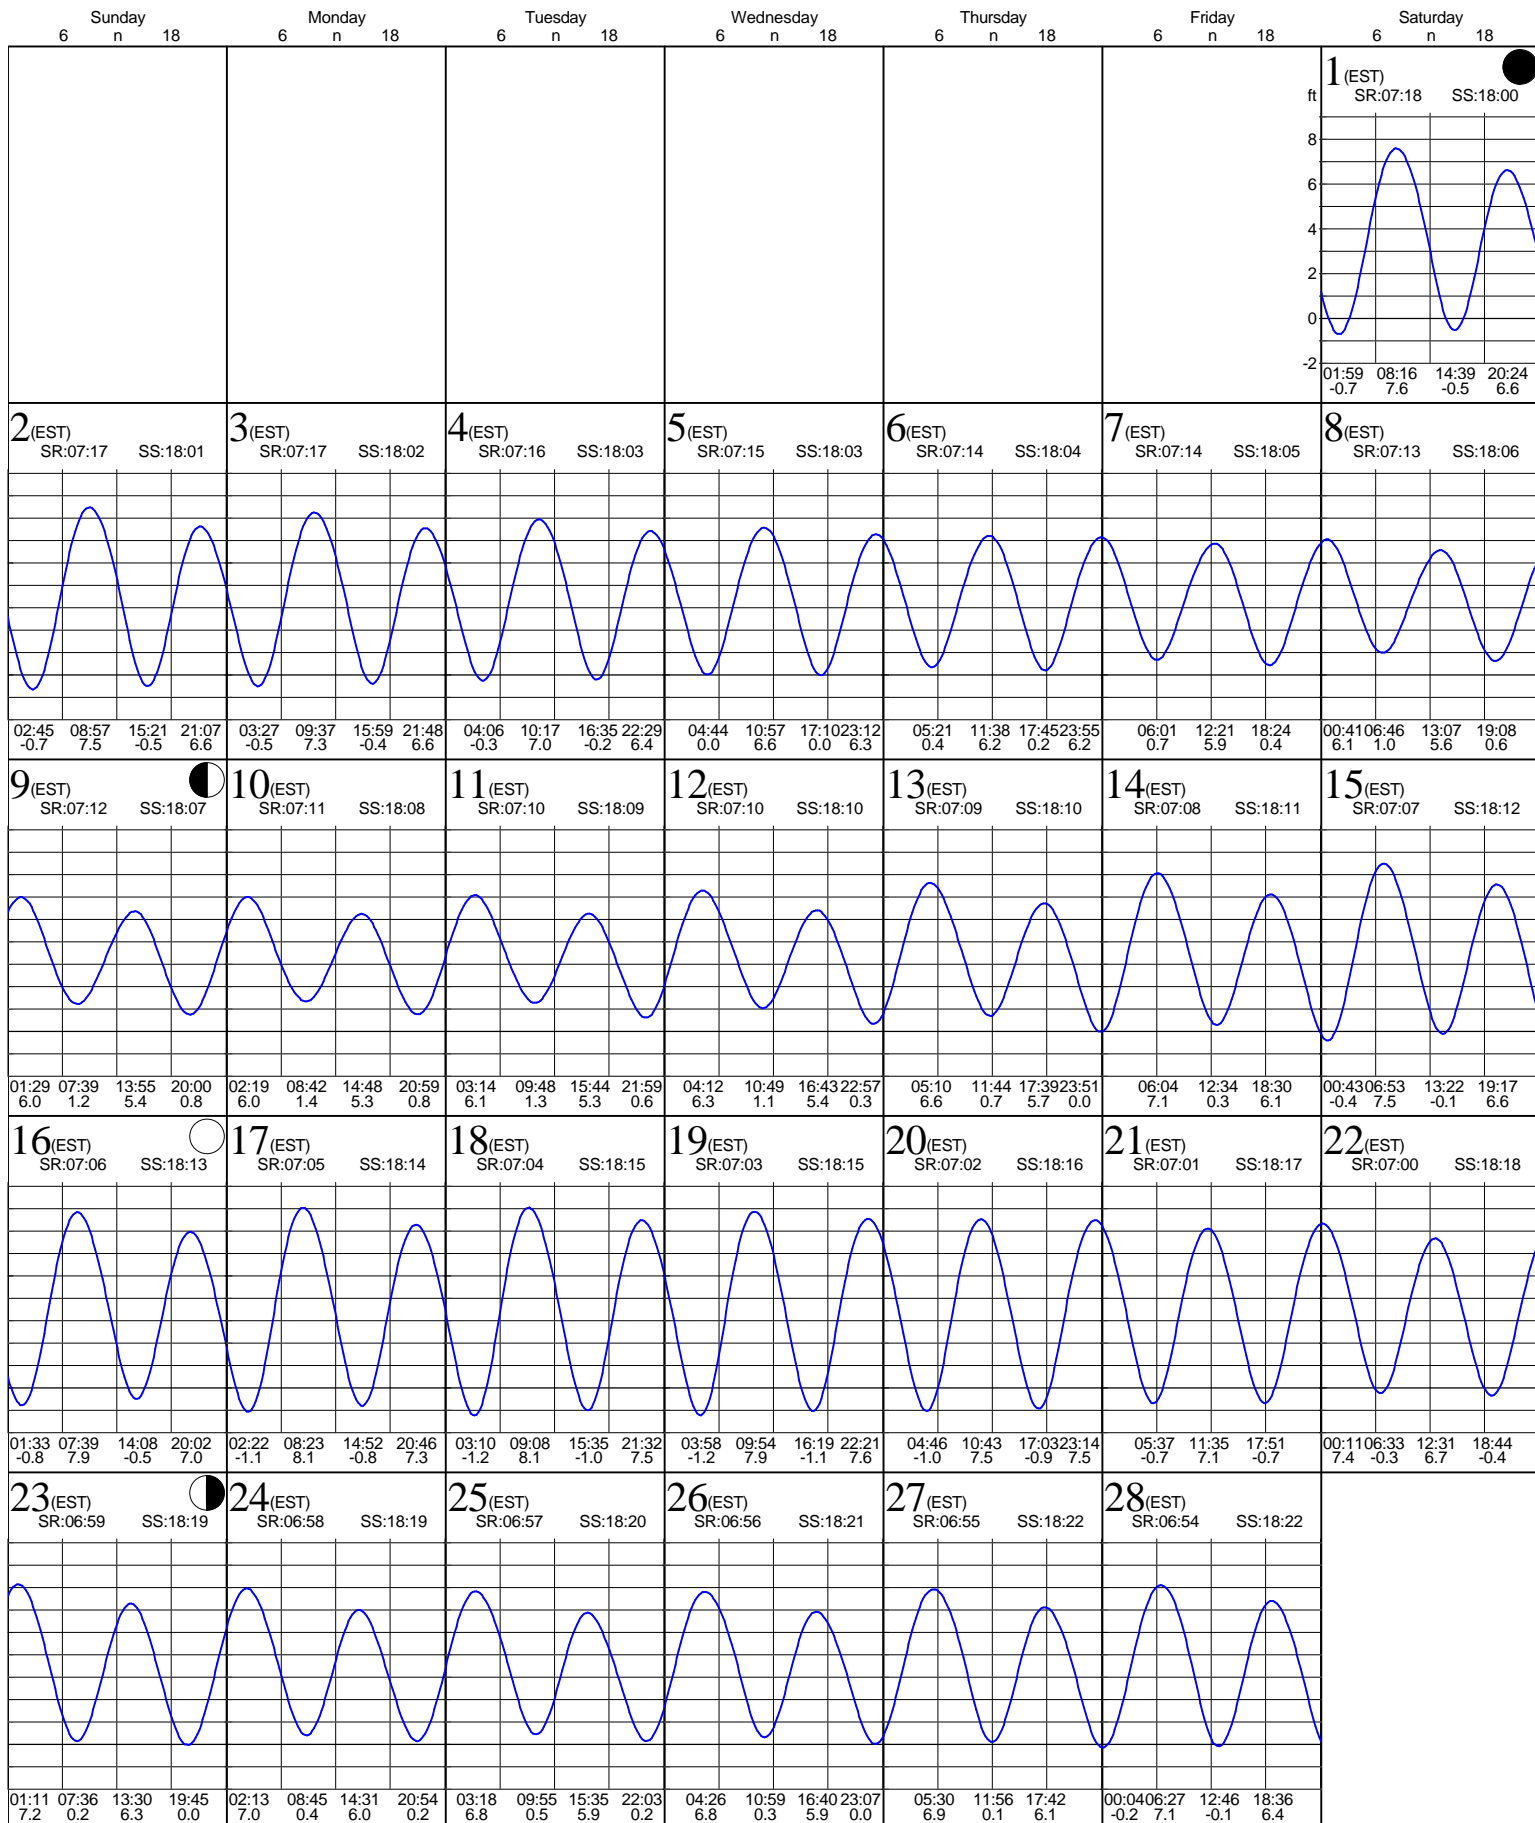 Sunday Monday Tuesday Wednesday Thursday Friday Saturday
6 n 18 6 n 18 6 n 18 6 n 18 6 n 18 6 n 18 6 n 18
1(EST)
ft SR:07:18 SS:18:00
8
6
4
2
0
-2
01:59 08:16 14:39 20:24
-0.7 7.6 -0.5 6.6
2(EST) 3(EST) 4(EST) 5(EST) 6(EST) 7(EST) 8(EST)
SR:07:17 SS:18:01 SR:07:17 SS:18:02 SR:07:16 SS:18:03 SR:07:15 SS:18:03 SR:07:14 SS:18:04 SR:07:14 SS:18:05 SR:07:13 SS:18:06
02:45 08:57 15:21 21:07 03:27 09:37 15:59 21:48 04:06 10:17 16:35 22:29 04:44 10:57 17:10 23:12 05:21 11:38 17:45 23:55 06:01 12:21 18:24 00:41 06:46 13:07 19:08
-0.7 7.5 -0.5 6.6 -0.5 7.3 -0.4 6.6 -0.3 7.0 -0.2 6.4 0.0 6.6 0.0 6.3 0.4 6.2 0.2 6.2 0.7 5.9 0.4 6.1 1.0 5.6 0.6
9(EST) 10(EST) 11(EST) 12(EST) 13(EST) 14(EST) 15(EST)
SR:07:12 SS:18:07 SR:07:11 SS:18:08 SR:07:10 SS:18:09 SR:07:10 SS:18:10 SR:07:09 SS:18:10 SR:07:08 SS:18:11 SR:07:07 SS:18:12
01:29 07:39 13:55 20:00 02:19 08:42 14:48 20:59 03:14 09:48 15:44 21:59 04:12 10:49 16:43 22:57 05:10 11:44 17:39 23:51 06:04 12:34 18:30 00:43 06:53 13:22 19:17
6.0 1.2 5.4 0.8 6.0 1.4 5.3 0.8 6.1 1.3 5.3 0.6 6.3 1.1 5.4 0.3 6.6 0.7 5.7 0.0 7.1 0.3 6.1 -0.4 7.5 -0.1 6.6
16(EST) 17(EST) 18(EST) 19(EST) 20(EST) 21(EST) 22(EST)
SR:07:06 SS:18:13 SR:07:05 SS:18:14 SR:07:04 SS:18:15 SR:07:03 SS:18:15 SR:07:02 SS:18:16 SR:07:01 SS:18:17 SR:07:00 SS:18:18
01:33 07:39 14:08 20:02 02:22 08:23 14:52 20:46 03:10 09:08 15:35 21:32 03:58 09:54 16:19 22:21 04:46 10:43 17:03 23:14 05:37 11:35 17:51 00:11 06:33 12:31 18:44
-0.8 7.9 -0.5 7.0 -1.1 8.1 -0.8 7.3 -1.2 8.1 -1.0 7.5 -1.2 7.9 -1.1 7.6 -1.0 7.5 -0.9 7.5 -0.7 7.1 -0.7 7.4 -0.3 6.7 -0.4
23(EST) 24(EST) 25(EST) 26(EST) 27(EST) 28(EST)
SR:06:59 SS:18:19 SR:06:58 SS:18:19 SR:06:57 SS:18:20 SR:06:56 SS:18:21 SR:06:55 SS:18:22 SR:06:54 SS:18:22
01:11 07:36 13:30 19:45 02:13 08:45 14:31 20:54 03:18 09:55 15:35 22:03 04:26 10:59 16:40 23:07 05:30 11:56 17:42 00:04 06:27 12:46 18:36
7.2 0.2 6.3 0.0 7.0 0.4 6.0 0.2 6.8 0.5 5.9 0.2 6.8 0.3 5.9 0.0 6.9 0.1 6.1 -0.2 7.1 -0.1 6.4